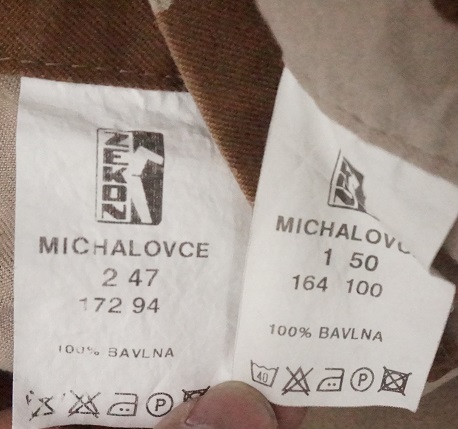 ZEKON
MICHALOVCE
2 47
172 94
100% BAVLNA
P
MICHALOVC
1 50
164 100
100% BAVLNA
40
P